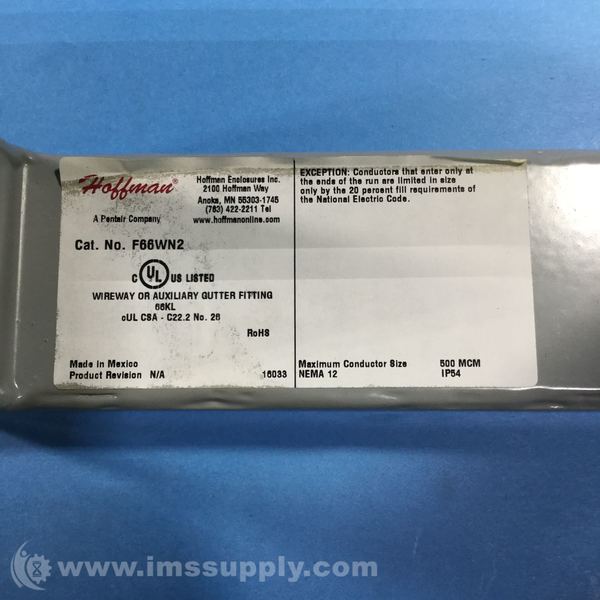 Hoffman®
A Pentair Company
Hoffman Enclosures Inc.
2100 Hoffman Way
Anoka, MN 55303-1745
(763) 422-2211 Tel
www.hoffmanonline.com
Cat. No. F66WN2
C UL US LISTED
WIREWAY OR AUXILIARY GUTTER FITTING
66KL
cUL CSA - C22.2 No. 26
RoHS
Made in Mexico
Product Revision N/A 16033
EXCEPTION: Conductors that enter only at
the ends of the run are limited in size
only by the 20 percent fill requirements of
the National Electric Code.
Maximum Conductor Size 500 MCM
NEMA 12 IP54
www.imssupply.com